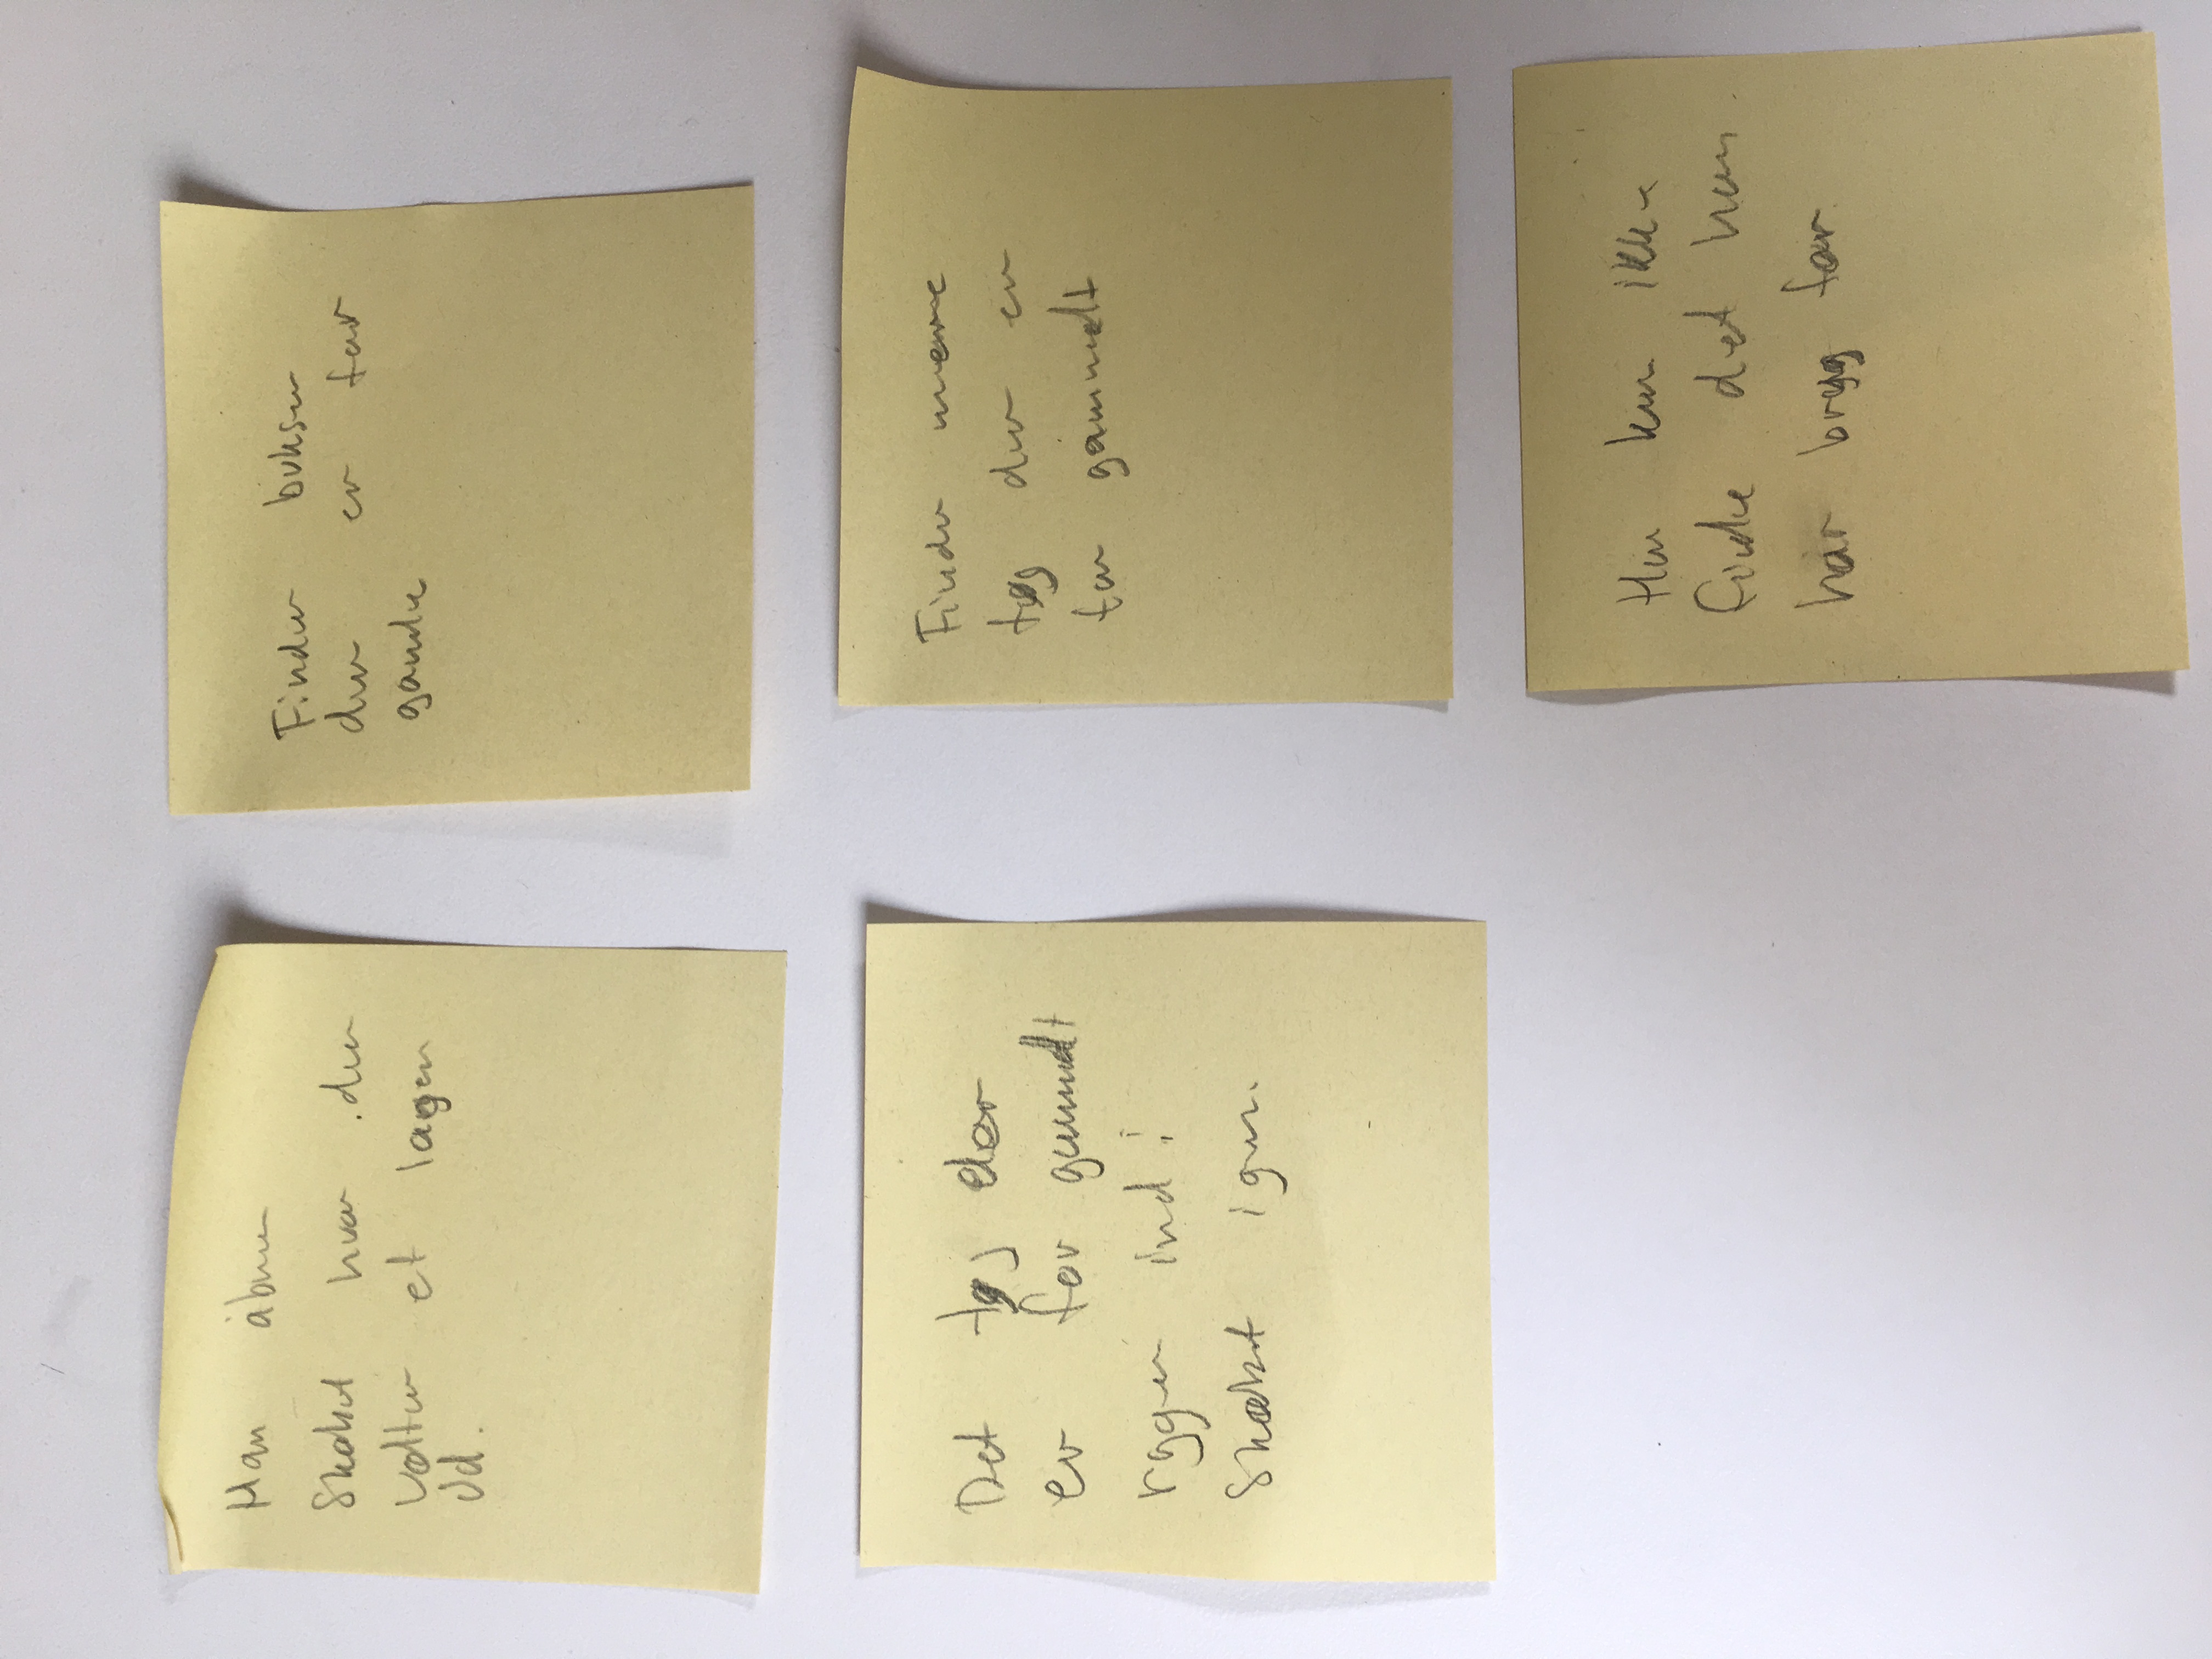 Man åbner
Skabet hvor der
Vælter et lagen
Ud.
Finder bukser
der er for
gamle
Det tøj der
er for gammelt
ryger ind i
Skabet igen.
Finder mere
tøj der er
for gammelt
Han kan ikke
finde det han
har brug for